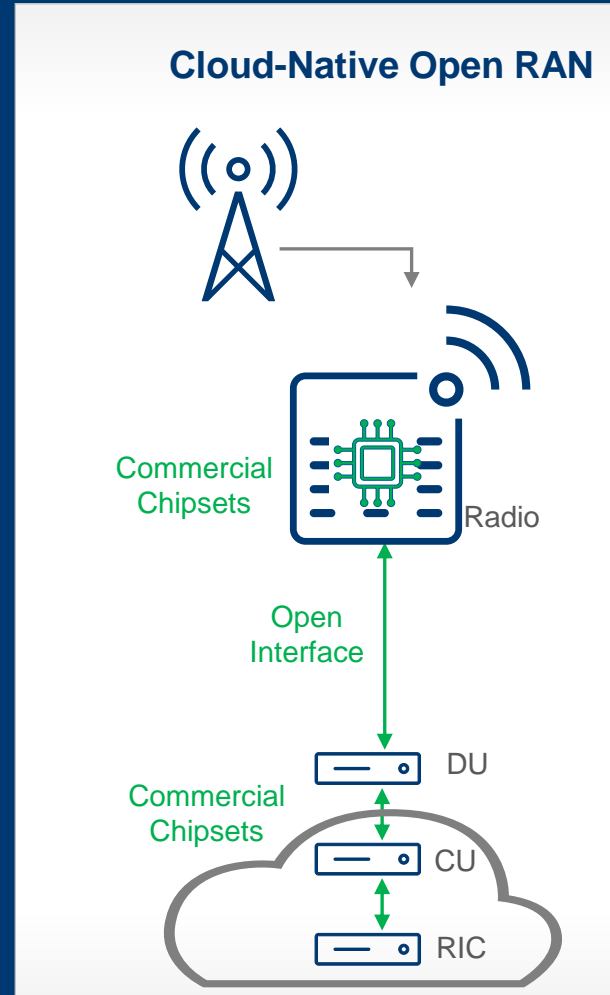 Cloud-Native Open RAN
Commercial
Chipsets
Radio
Open
Interface
DU
Commercial
Chipsets
CU
RIC